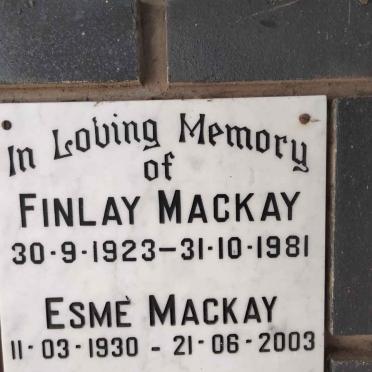 In Loving Memory
of
FINLAY MACKAY
30·9·1923–31·10·1981
ESMÉ MACKAY
11·03·1930 - 21·06·2003